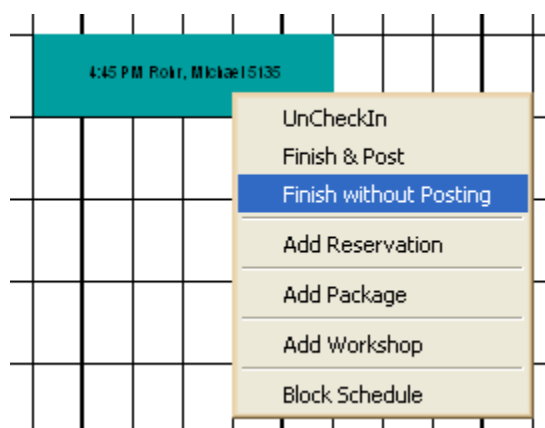 4:45 PM Rohr, Michael 5135
UnCheckIn
Finish & Post
Finish without Posting
Add Reservation
Add Package
Add Workshop
Block Schedule